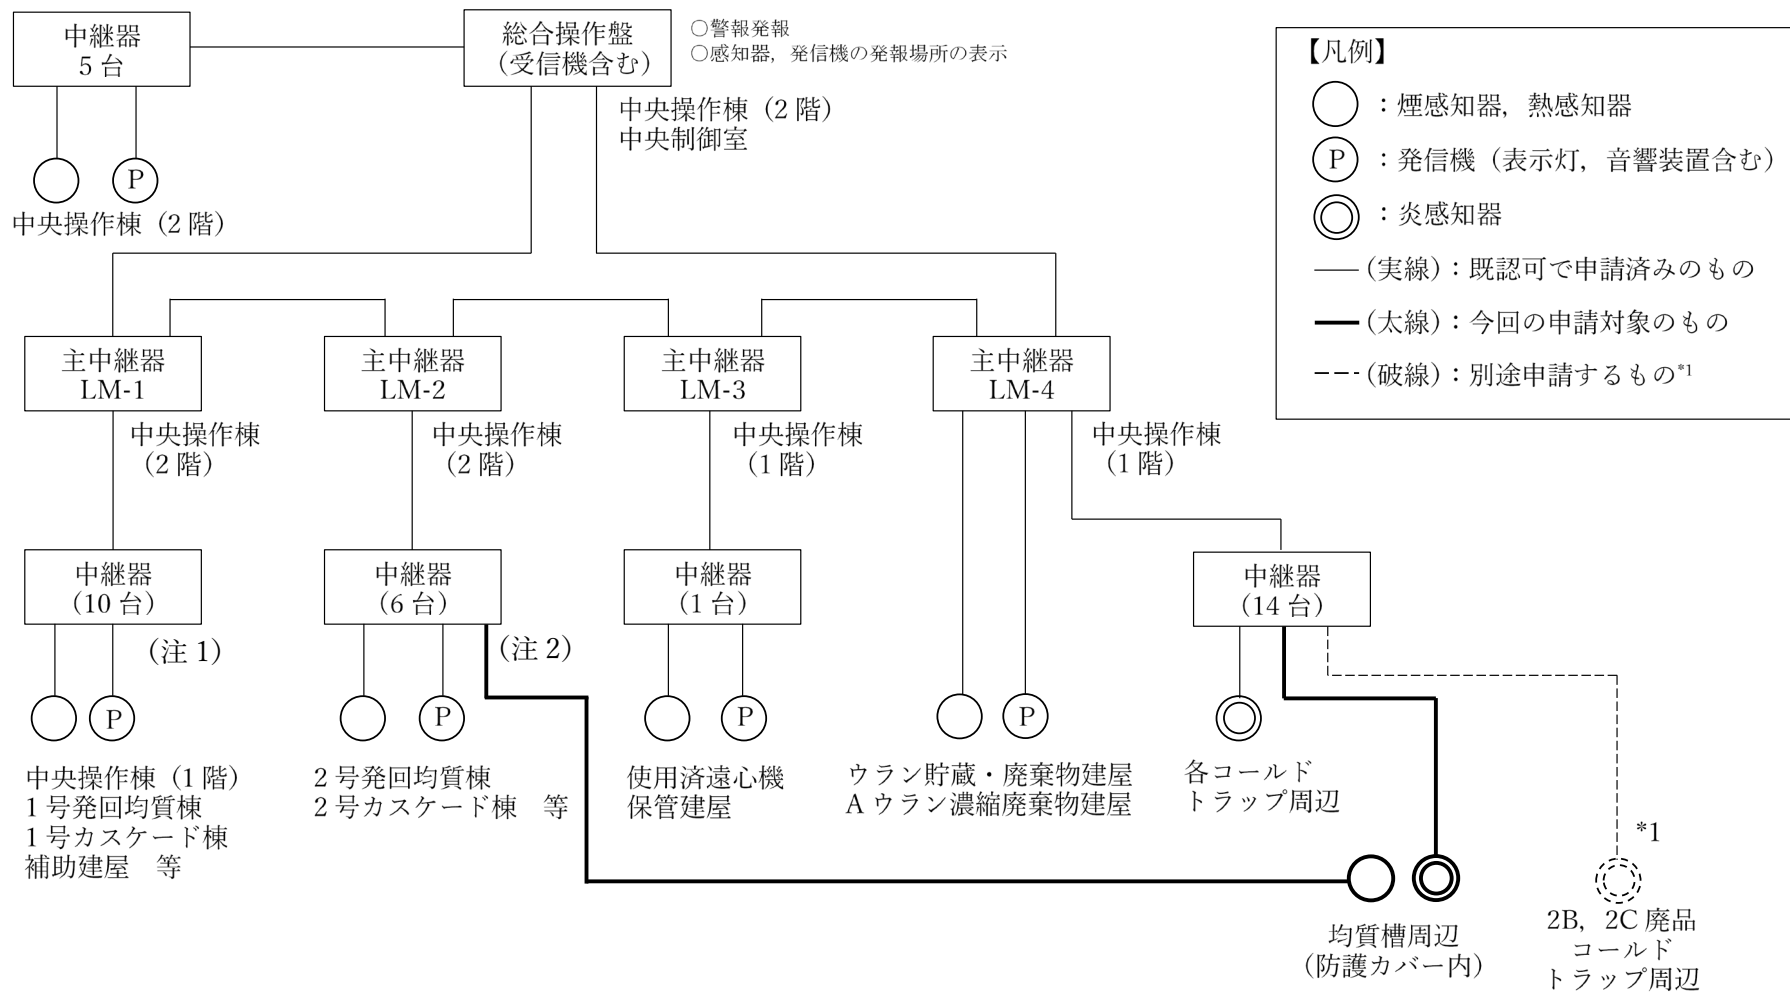 中継器
5台
総合操作盤
(受信機含む)
○警報発報
○感知器，発信機の発報場所の表示
中央操作棟（2階）
中央制御室
P
中央操作棟（2階）
【凡例】
：煙感知器，熱感知器
P
：発信機（表示灯，音響装置含む）
：炎感知器
（実線）：既認可で申請済みのもの
（太線）：今回の申請対象のもの
（破線）：別途申請するもの*1
主中継器
LM-1
中央操作棟
（2階）
主中継器
LM-2
中央操作棟
（2階）
主中継器
LM-3
中央操作棟
（1階）
主中継器
LM-4
中央操作棟
（1階）
中継器
（10台）
（注1）
中継器
（6台）
（注2）
中継器
（1台）
中継器
（14台）
P
P
P
P
中央操作棟（1階）
1号発回均質棟
1号カスケード棟
補助建屋　等
2号発回均質棟
2号カスケード棟　等
使用済遠心機
保管建屋
ウラン貯蔵・廃棄物建屋
Aウラン濃縮廃棄物建屋
各コールド
トラップ周辺
*1
均質槽周辺
（防護カバー内）
2B，2C廃品
コールド
トラップ周辺